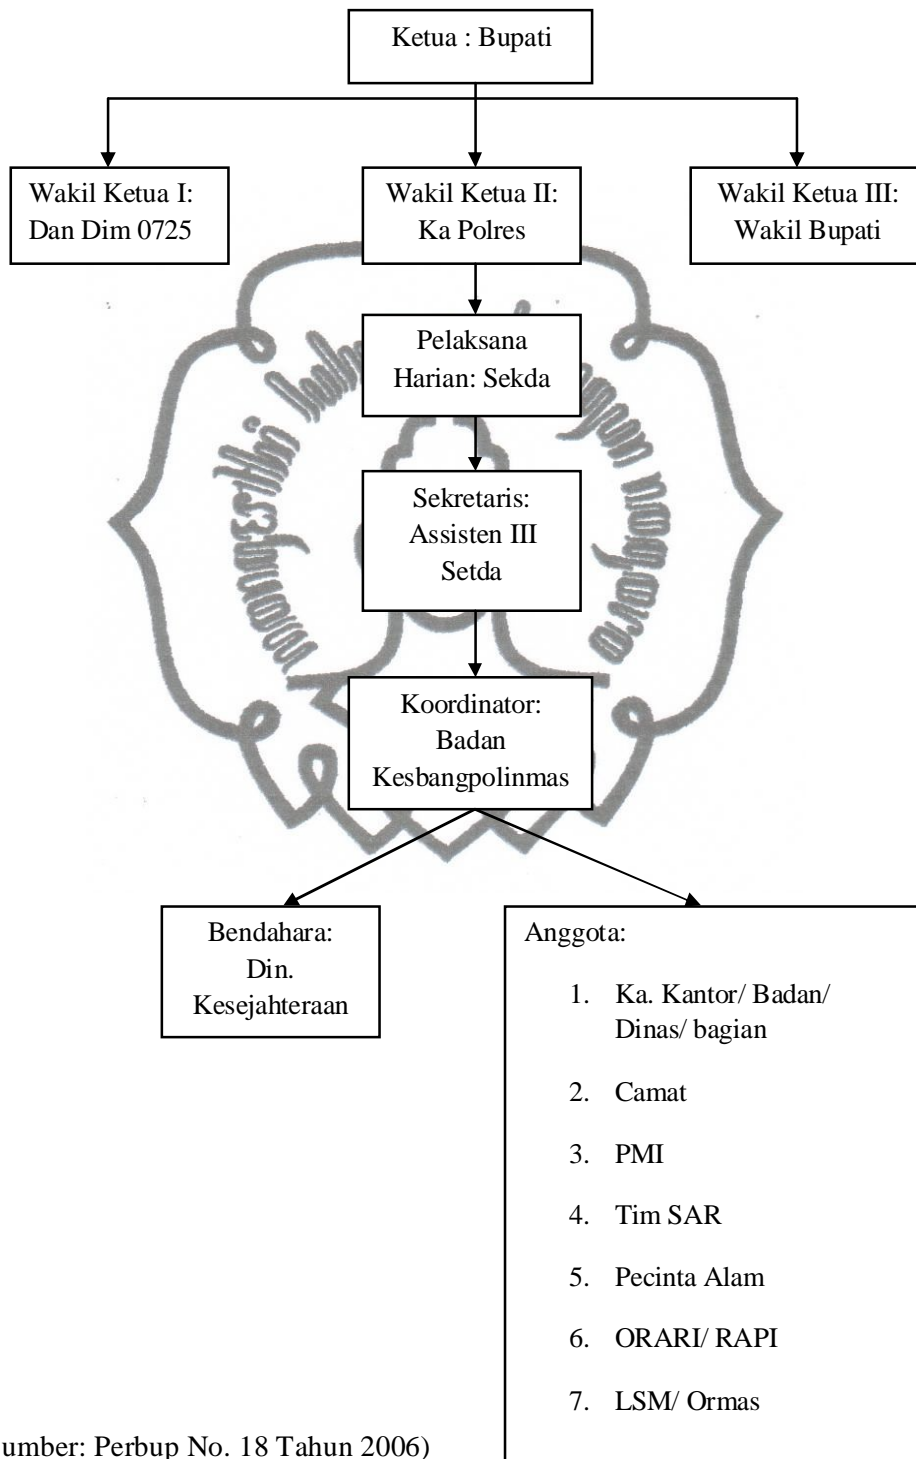 Ketua : Bupati
Wakil Ketua I:
Dan Dim 0725
Wakil Ketua II:
Ka Polres
Wakil Ketua III:
Wakil Bupati
Pelaksana
Harian: Sekda
Sekretaris:
Assisten III
Setda
Koordinator:
Badan
Kesbangpolinmas
Bendahara:
Din.
Kesejahteraan
Anggota:
1. Ka. Kantor/ Badan/
Dinas/ bagian
2. Camat
3. PMI
4. Tim SAR
5. Pecinta Alam
6. ORARI/ RAPI
7. LSM/ Ormas
umber: Perbup No. 18 Tahun 2006)